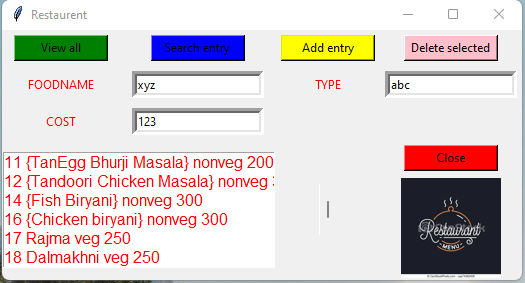 Restaurent
View all Search entry Add entry Delete selected
FOODNAME xyz TYPE abc
COST 123
Close
11 {TanEgg Bhurji Masala} nonveg 200
12 {Tandoori Chicken Masala} nonveg
14 {Fish Biryani} nonveg 300
16 {Chicken biryani} nonveg 300
17 Rajma veg 250
18 Dalmakhni veg 250
Restaurant
MENU